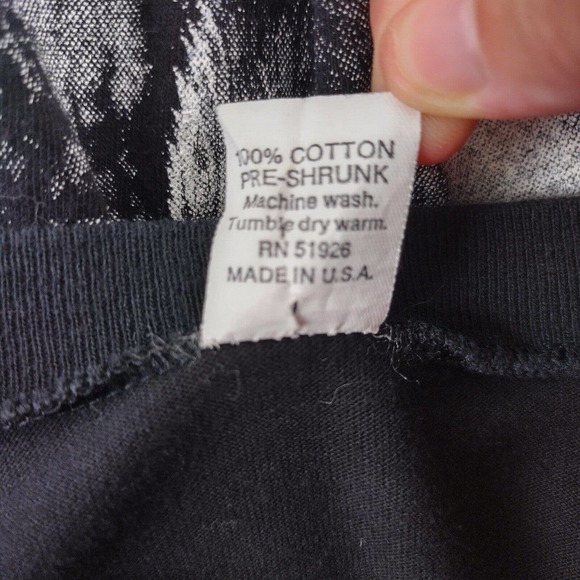 100% COTTON
PRE-SHRUNK
Machine wash.
Tumble dry warm.
RN 51926
MADE IN U.S.A.